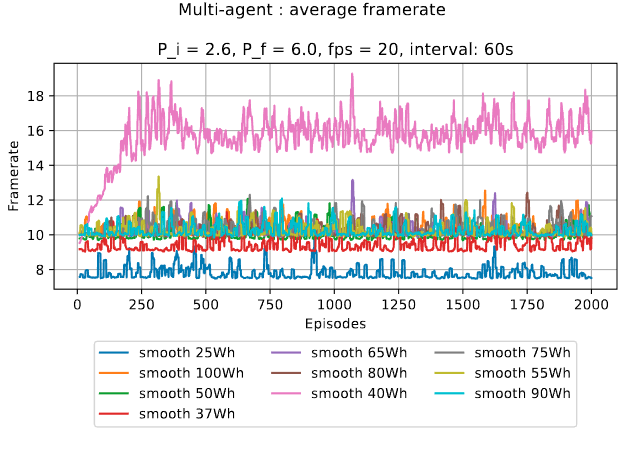 Multi-agent : average framerate
P_i = 2.6, P_f = 6.0, fps = 20, interval: 60s
18
16
14
12
10
8
Framerate
0 250 500 750 1000 1250 1500 1750 2000
Episodes
smooth 25Wh smooth 65Wh smooth 75Wh
smooth 100Wh smooth 80Wh smooth 55Wh
smooth 50Wh smooth 40Wh smooth 90Wh
smooth 37Wh